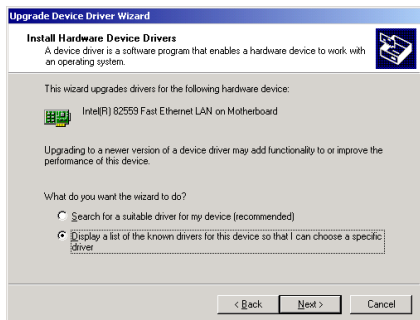 Upgrade Device Driver Wizard
Install Hardware Device Drivers
A device driver is a software program that enables a hardware device to work with
an operating system.
This wizard upgrades drivers for the following hardware device:
Intel(R) 82559 Fast Ethernet LAN on Motherboard
Upgrading to a newer version of a device driver may add functionality to or improve the
performance of this device.
What do you want the wizard to do?
Search for a suitable driver for my device (recommended)
Display a list of the known drivers for this device so that I can choose a specific
driver
< Back
Next >
Cancel